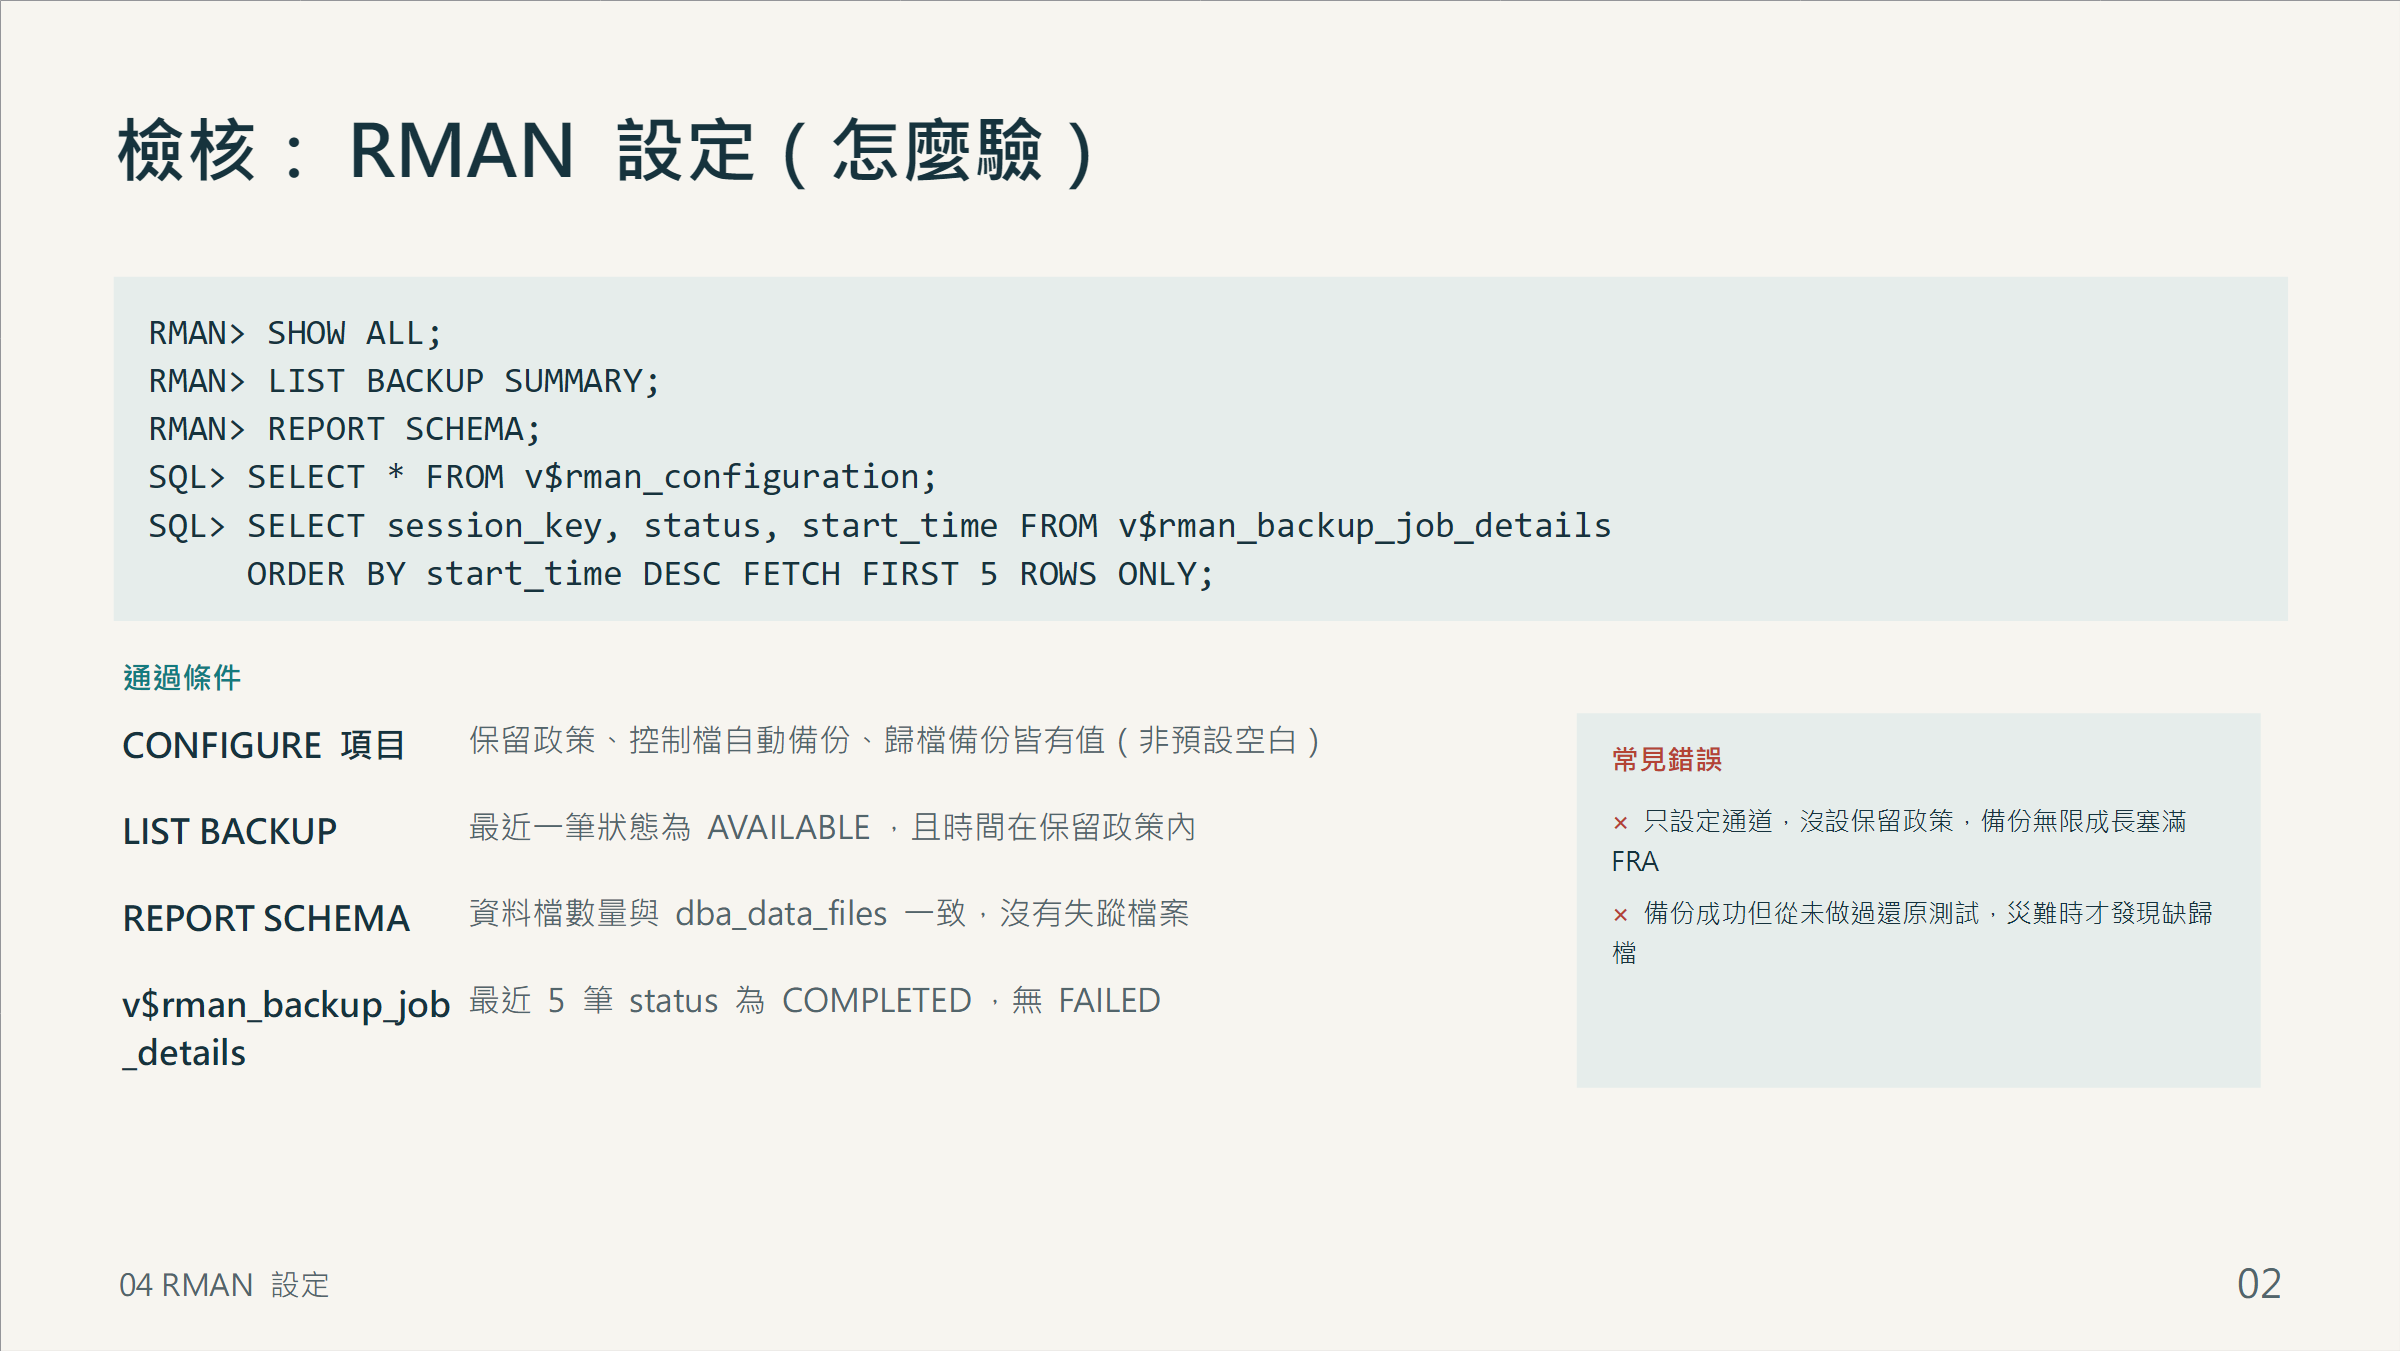 檢核：RMAN 設定（怎麼驗）
RMAN> SHOW ALL;
RMAN> LIST BACKUP SUMMARY;
RMAN> REPORT SCHEMA;
SQL> SELECT * FROM v$rman_configuration;
SQL> SELECT session_key, status, start_time FROM v$rman_backup_job_details
     ORDER BY start_time DESC FETCH FIRST 5 ROWS ONLY;
通過條件
CONFIGURE 項目 保留政策、控制檔自動備份、歸檔備份皆有值（非預設空白）
LIST BACKUP 最近一筆狀態為 AVAILABLE，且時間在保留政策內
REPORT SCHEMA 資料檔數量與 dba_data_files 一致，沒有失蹤檔案
v$rman_backup_job 最近 5 筆 status 為 COMPLETED，無 FAILED
_details
常見錯誤
× 只設定通道，沒設保留政策，備份無限成長塞滿
FRA
× 備份成功但從未做過還原測試，災難時才發現缺歸
檔
04 RMAN 設定
02